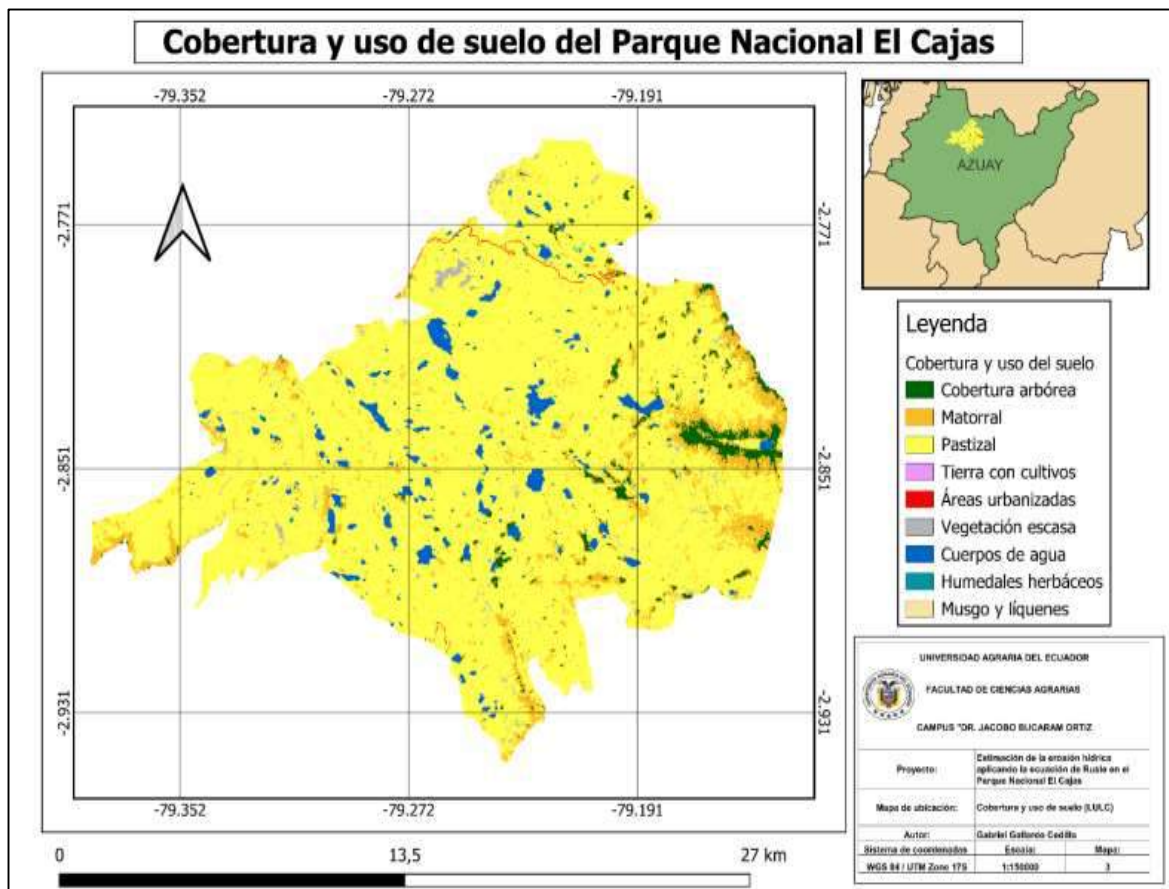 Cobertura y uso de suelo del Parque Nacional El Cajas
-79.352
-79.272
-79.191
-2.771
-2.771
-2.851
-2.851
-2.931
-2.931
-79.352
-79.272
-79.191
0
13,5
27 km
AZUAY
Leyenda
Cobertura y uso del suelo
Cobertura arbórea
Matorral
Pastizal
Tierra con cultivos
Áreas urbanizadas
Vegetación escasa
Cuerpos de agua
Humedales herbáceos
Musgo y líquenes
UNIVERSIDAD AGRARIA DEL ECUADOR
FACULTAD DE CIENCIAS AGRARIAS
CAMPUS "DR. JACOBO BUCARAM ORTIZ
Proyecto:
Estimación de la erosión hídrica
aplicando la ecuación de Rusle en el
Parque Nacional El Cajas
Mapa de ubicación:
Cobertura y uso de suelo (LULC)
Autor:
Gabriel Gallardo Cedillo
Sistema de coordenadas
Escala:
Mapa:
WGS 84 / UTM Zone 17S
1:150000
3